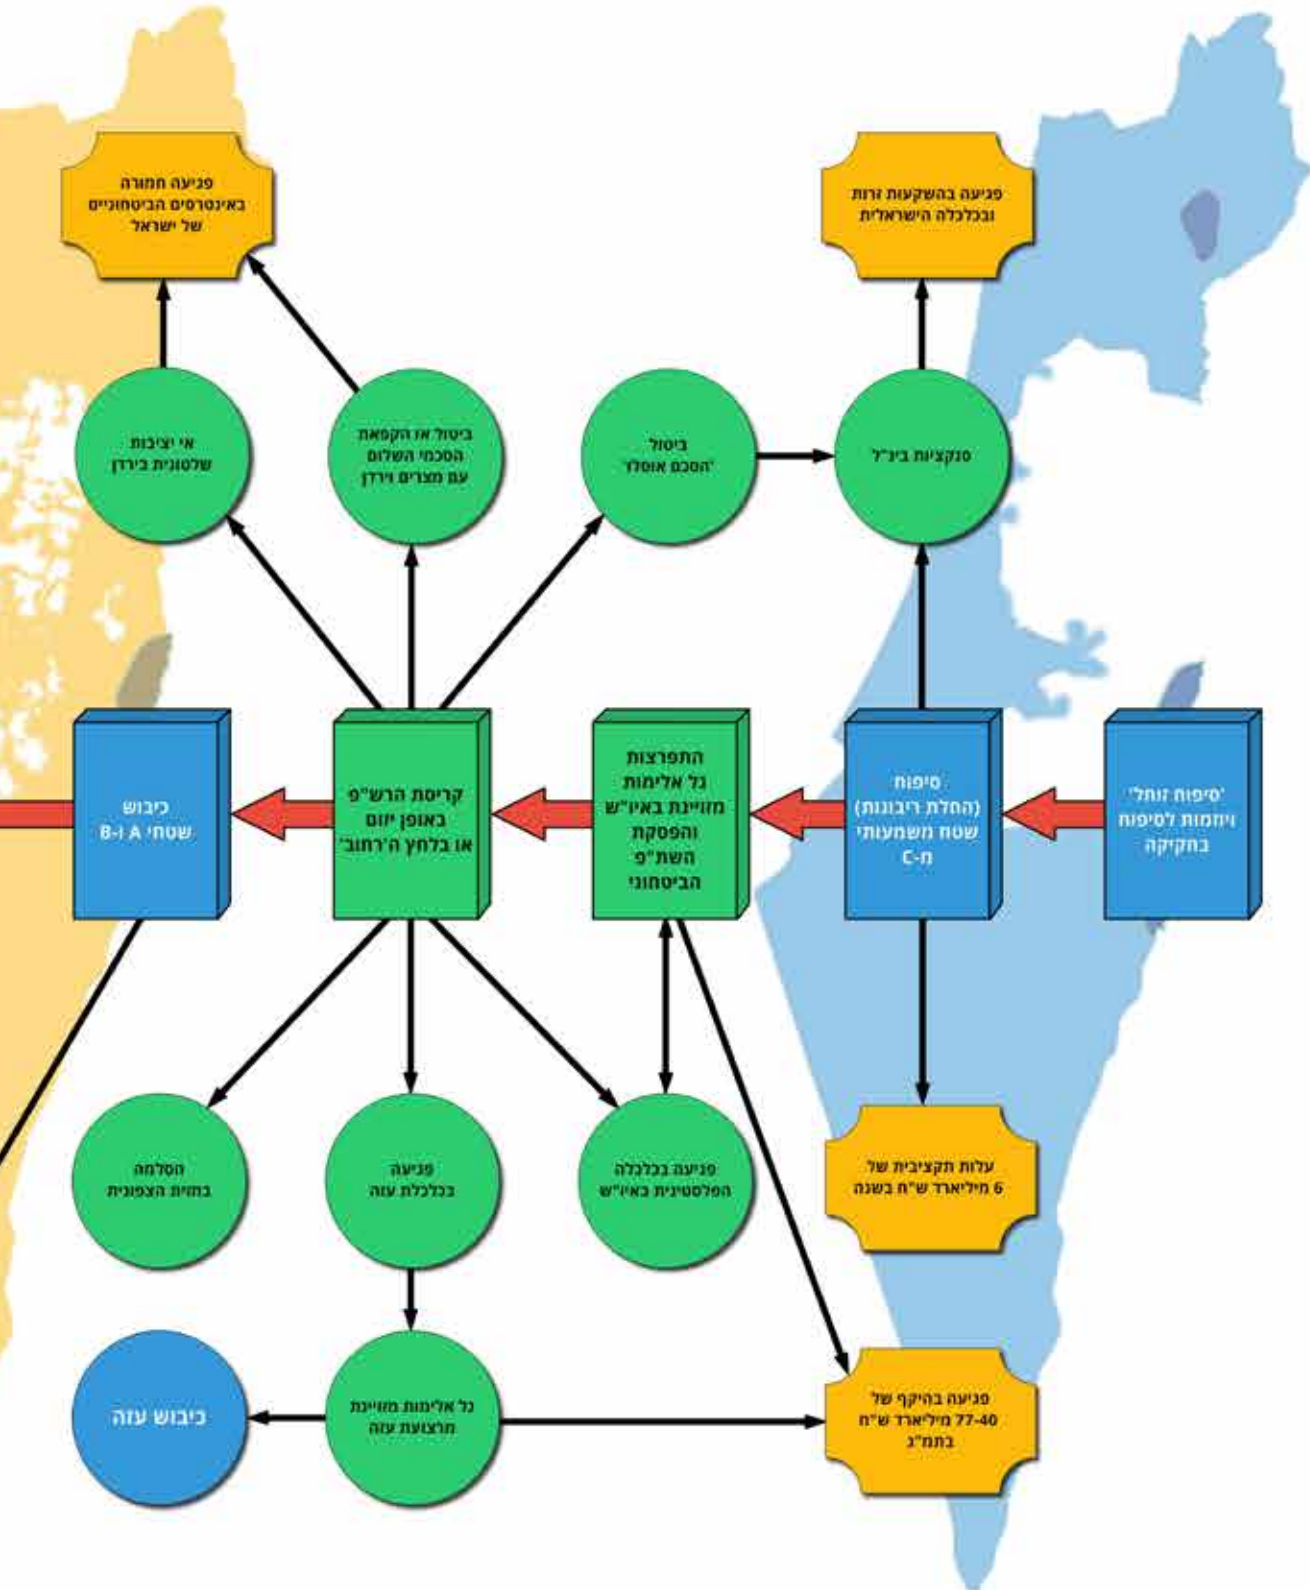 פגיעה חמורה
באינטרסים הביטחוניים
של ישראל
פגיעה בהשקעות זרות
ובכלכלה הישראלית
אי יציבות
שלטונית בירדן
ביטול או הקפאת
הסכמי השלום
עם מצרים וירדן
ביטול
'הסכם אוסלו'
סנקציות בינ"ל
'סיפוח זוחל'
ויוזמות לסיפוח
בחקיקה
סיפוח
(החלת ריבונות)
שטח משמעותי
מ-C
התפרצות
גל אלימות
מזויינת באיו"ש
והפסקת
השת"פ
הביטחוני
קריסת הרש"פ
באופן יזום
או בלחץ ה'רחוב'
כיבוש
שטחי A ו-B
הסלמה
בחזית הצפונית
פגיעה
בכלכלת עזה
פגיעה בכלכלה
הפלסטינית באיו"ש
עלות תקציבית של
6 מיליארד ש"ח בשנה
כיבוש עזה
גל אלימות מזויינת
מרצועת עזה
פגיעה בהיקף של
77-40 מיליארד ש"ח
בתמ"ג